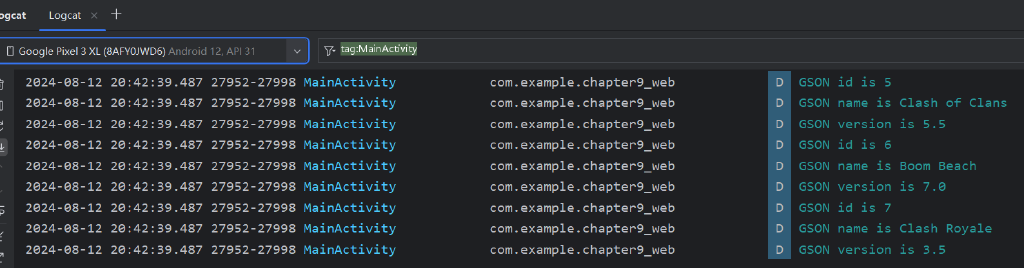 ogcat Logcat × +
Google Pixel 3 XL (8AFY0JWD6) Android 12, API 31 tag:MainActivity
2024-08-12 20:42:39.487 27952-27998 MainActivity com.example.chapter9_web D GSON id is 5
2024-08-12 20:42:39.487 27952-27998 MainActivity com.example.chapter9_web D GSON name is Clash of Clans
2024-08-12 20:42:39.487 27952-27998 MainActivity com.example.chapter9_web D GSON version is 5.5
2024-08-12 20:42:39.487 27952-27998 MainActivity com.example.chapter9_web D GSON id is 6
2024-08-12 20:42:39.487 27952-27998 MainActivity com.example.chapter9_web D GSON name is Boom Beach
2024-08-12 20:42:39.487 27952-27998 MainActivity com.example.chapter9_web D GSON version is 7.0
2024-08-12 20:42:39.487 27952-27998 MainActivity com.example.chapter9_web D GSON id is 7
2024-08-12 20:42:39.487 27952-27998 MainActivity com.example.chapter9_web D GSON name is Clash Royale
2024-08-12 20:42:39.487 27952-27998 MainActivity com.example.chapter9_web D GSON version is 3.5